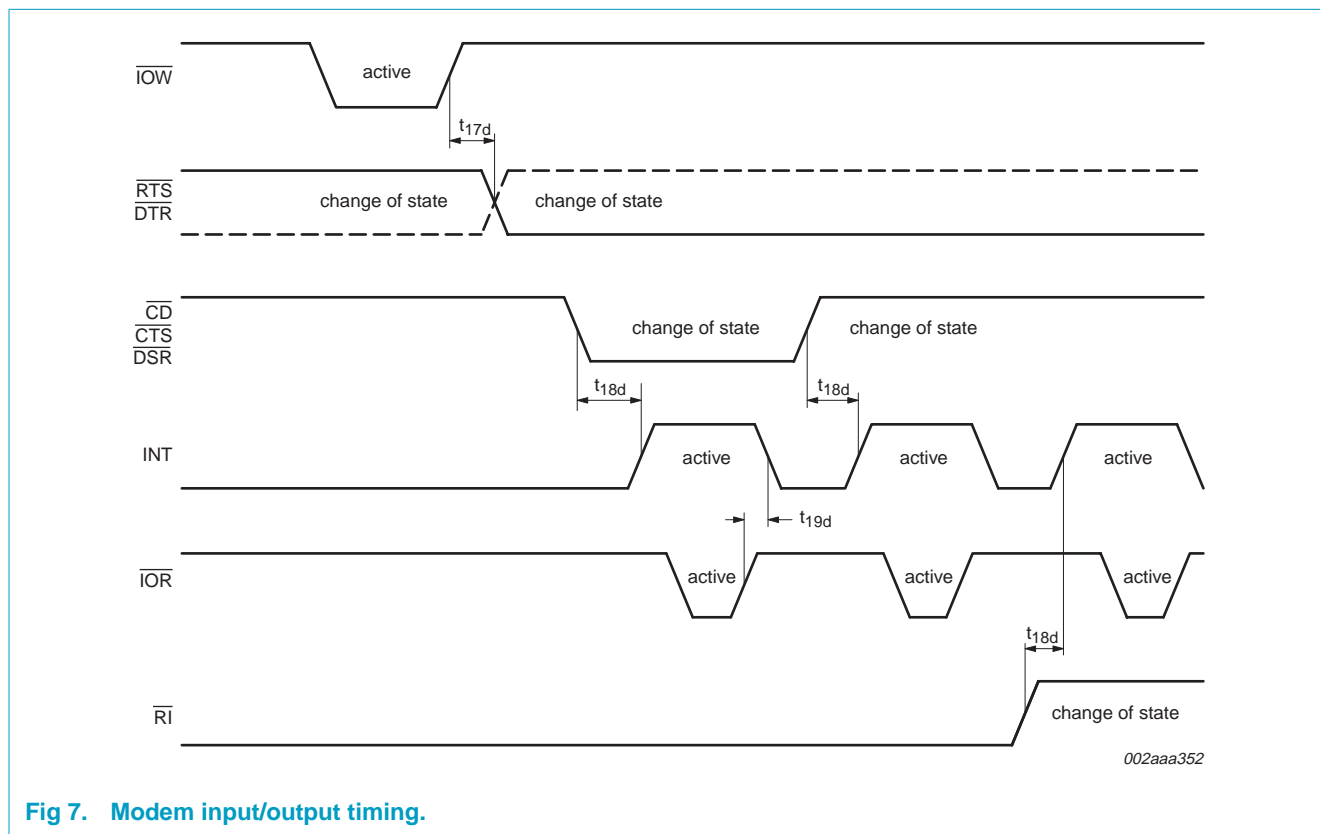 IOW
active
t17d
RTS
DTR
change of state
change of state
CD
CTS
DSR
change of state
change of state
t18d
t18d
INT
active
active
active
t19d
IOR
active
active
active
t18d
RI
change of state
002aaa352
Fig 7. Modem input/output timing.